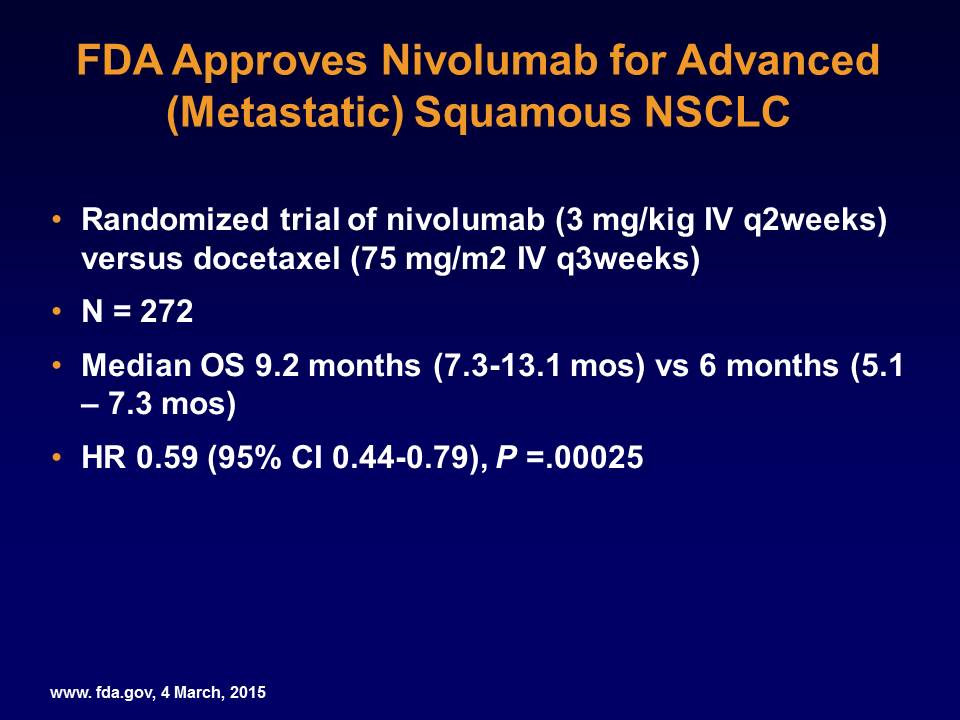 FDA Approves Nivolumab for Advanced
(Metastatic) Squamous NSCLC
• Randomized trial of nivolumab (3 mg/kig IV q2weeks)
versus docetaxel (75 mg/m2 IV q3weeks)
• N = 272
• Median OS 9.2 months (7.3-13.1 mos) vs 6 months (5.1
– 7.3 mos)
• HR 0.59 (95% CI 0.44-0.79), P =.00025
www. fda.gov, 4 March, 2015